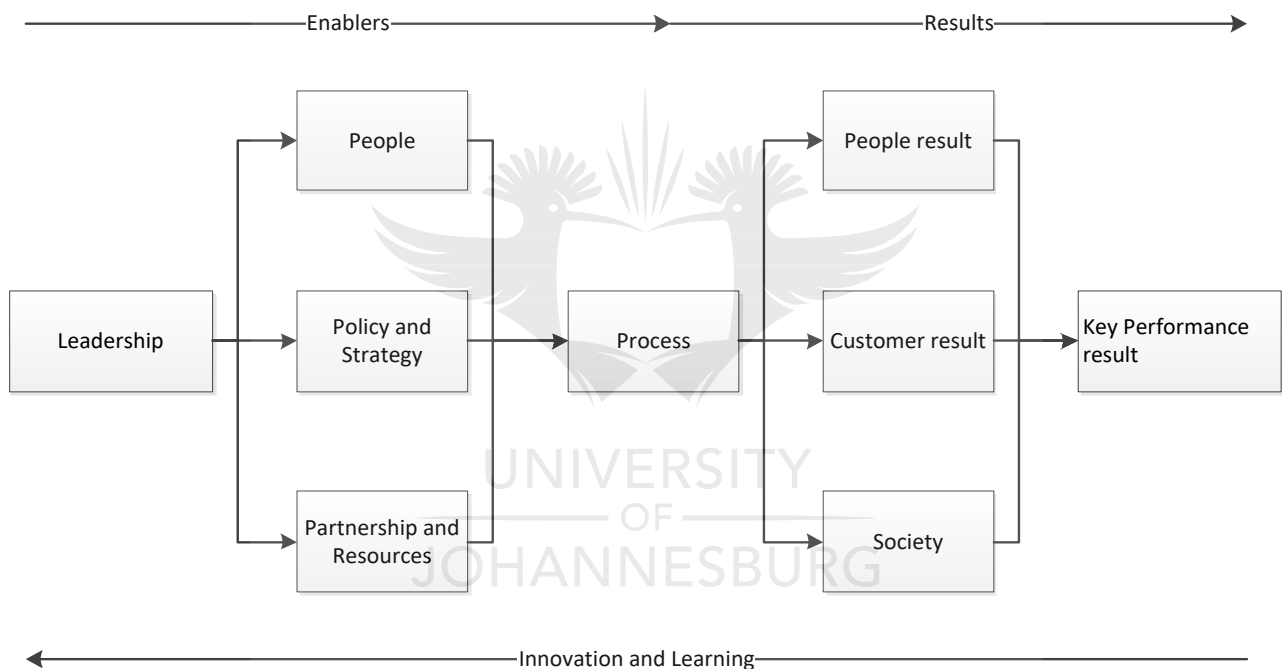 Enablers
Results
People
People result
Leadership
Policy and
Strategy
Process
Customer result
Key Performance
result
Partnership and
Resources
Society
UNIVERSITY
OF
JOHANNESBURG
Innovation and Learning